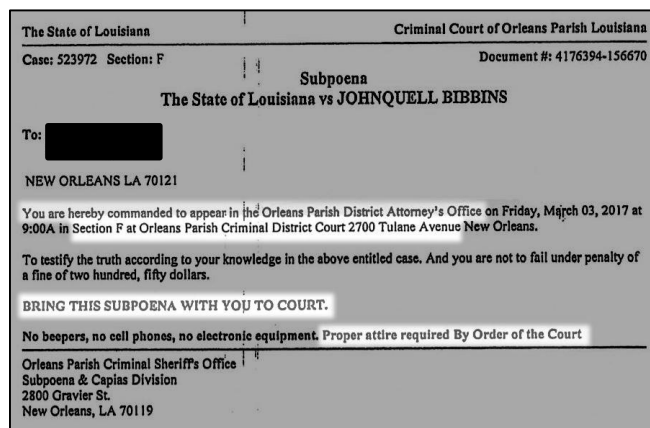 The State of Louisiana Criminal Court of Orleans Parish Louisiana
Case: 523972 Section: F Document #: 4176394-156670
Subpoena
The State of Louisiana vs JOHNQUELL BIBBINS
To:
NEW ORLEANS LA 70121
You are hereby commanded to appear in the Orleans Parish District Attorney's Office on Friday, March 03, 2017 at
9:00A in Section F at Orleans Parish Criminal District Court 2700 Tulane Avenue New Orleans.
To testify the truth according to your knowledge in the above entitled case. And you are not to fail under penalty of
a fine of two hundred, fifty dollars.
BRING THIS SUBPOENA WITH YOU TO COURT.
No beepers, no cell phones, no electronic equipment. Proper attire required By Order of the Court
Orleans Parish Criminal Sheriff's Office
Subpoena & Capias Division
2800 Gravier St.
New Orleans, LA 70119